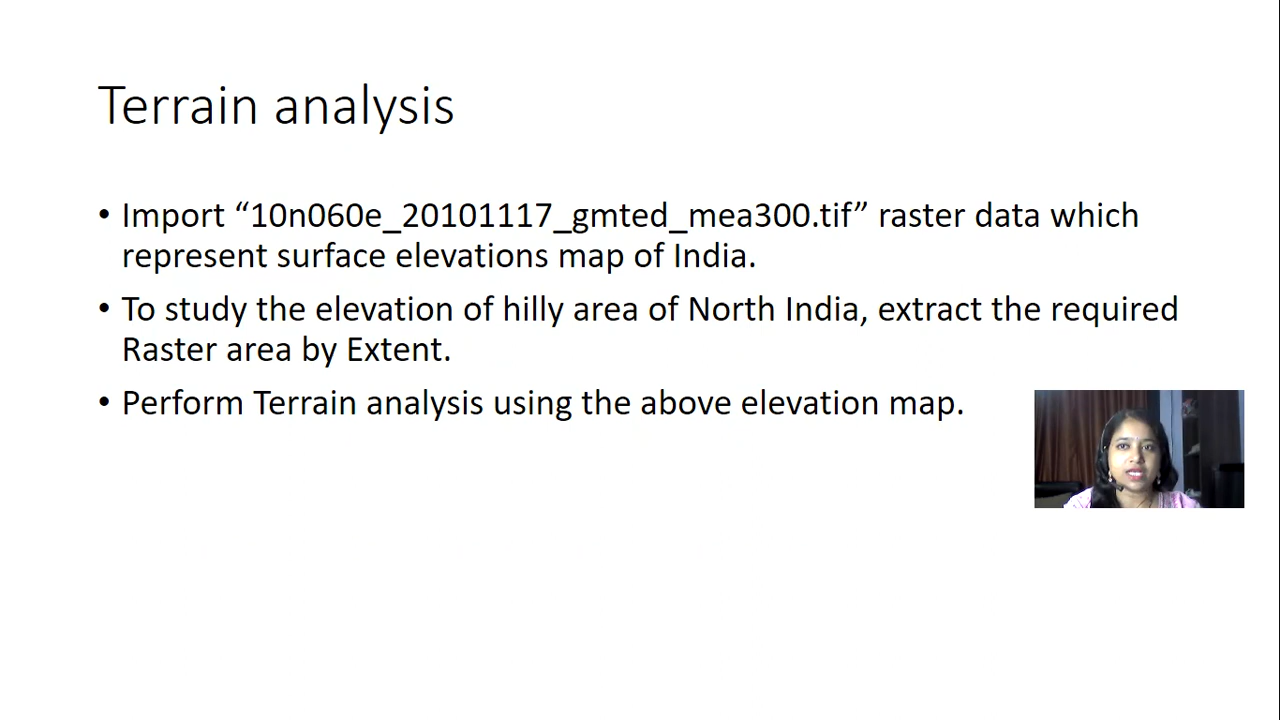 Terrain analysis
• Import “10n060e_20101117_gmted_mea300.tif” raster data which
represent surface elevations map of India.
• To study the elevation of hilly area of North India, extract the required
Raster area by Extent.
• Perform Terrain analysis using the above elevation map.